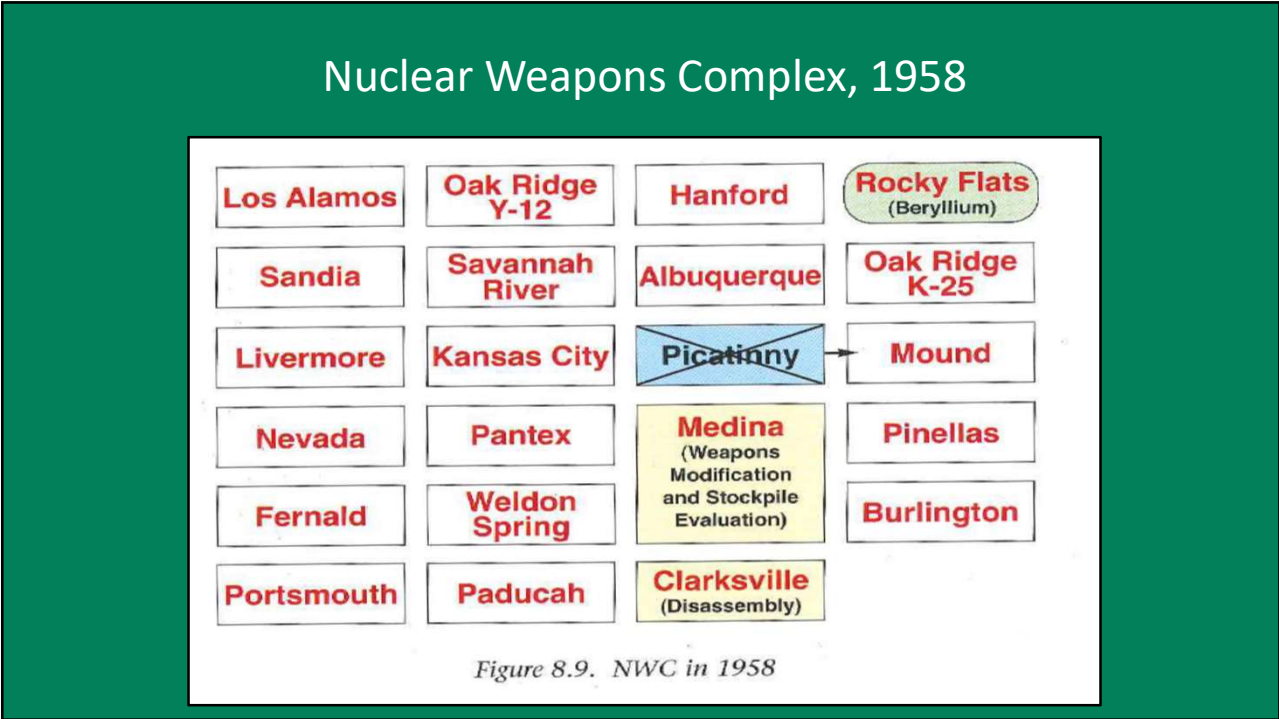 Nuclear Weapons Complex, 1958
Los Alamos
Oak Ridge
Y-12
Hanford
Rocky Flats
(Beryllium)
Sandia
Savannah
River
Albuquerque
Oak Ridge
K-25
Livermore
Kansas City
Picatinny
Mound
Nevada
Pantex
Medina
(Weapons
Modification
and Stockpile
Evaluation)
Pinellas
Fernald
Weldon
Spring
Burlington
Portsmouth
Paducah
Clarksville
(Disassembly)
Figure 8.9. NWC in 1958